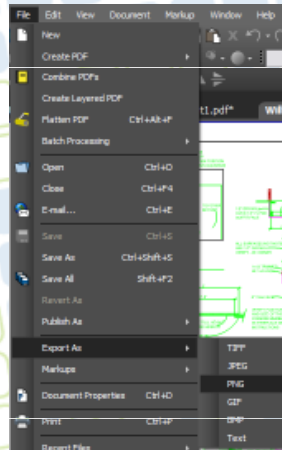 File Edit View Document Markup Window Help
New
Create PDF
Combine PDFs
Create Layered PDF
Flatten PDF Ctrl+Alt+F
t1.pdf*
Batch Processing
Open Ctrl+O
Close Ctrl+F4
E-mail... Ctrl+E
Save Ctrl+S
Save As Ctrl+Shift+S
Save All Shift+F2
Revert As
Publish As
Export As
TIFF
Markups
JPEG
PNG
Document Properties Ctrl+D
GIF
Print Ctrl+P
BMP
Text
Recent Files